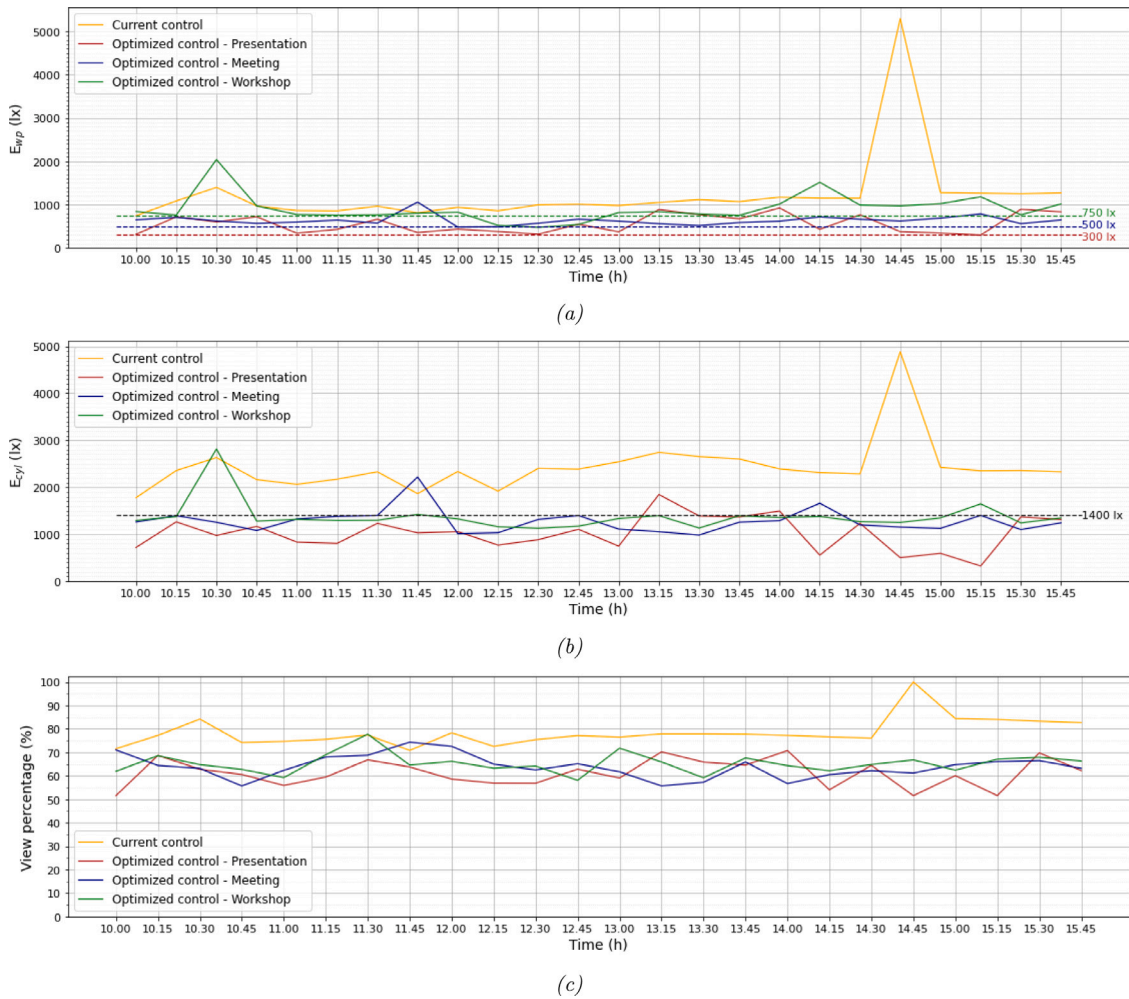 Current control
Optimized control - Presentation
Optimized control - Meeting
Optimized control - Workshop
5000
4000
3000
2000
1000
0
E_wp (lx)
750 lx
500 lx
300 lx
10.00 10.15 10.30 10.45 11.00 11.15 11.30 11.45 12.00 12.15 12.30 12.45 13.00 13.15 13.30 13.45 14.00 14.15 14.30 14.45 15.00 15.15 15.30 15.45
Time (h)
(a)
Current control
Optimized control - Presentation
Optimized control - Meeting
Optimized control - Workshop
5000
4000
3000
2000
1000
0
E_cyl (lx)
1400 lx
10.00 10.15 10.30 10.45 11.00 11.15 11.30 11.45 12.00 12.15 12.30 12.45 13.00 13.15 13.30 13.45 14.00 14.15 14.30 14.45 15.00 15.15 15.30 15.45
Time (h)
(b)
100
90
80
70
60
50
40
30
20
10
0
View percentage (%)
Current control
Optimized control - Presentation
Optimized control - Meeting
Optimized control - Workshop
10.00 10.15 10.30 10.45 11.00 11.15 11.30 11.45 12.00 12.15 12.30 12.45 13.00 13.15 13.30 13.45 14.00 14.15 14.30 14.45 15.00 15.15 15.30 15.45
Time (h)
(c)